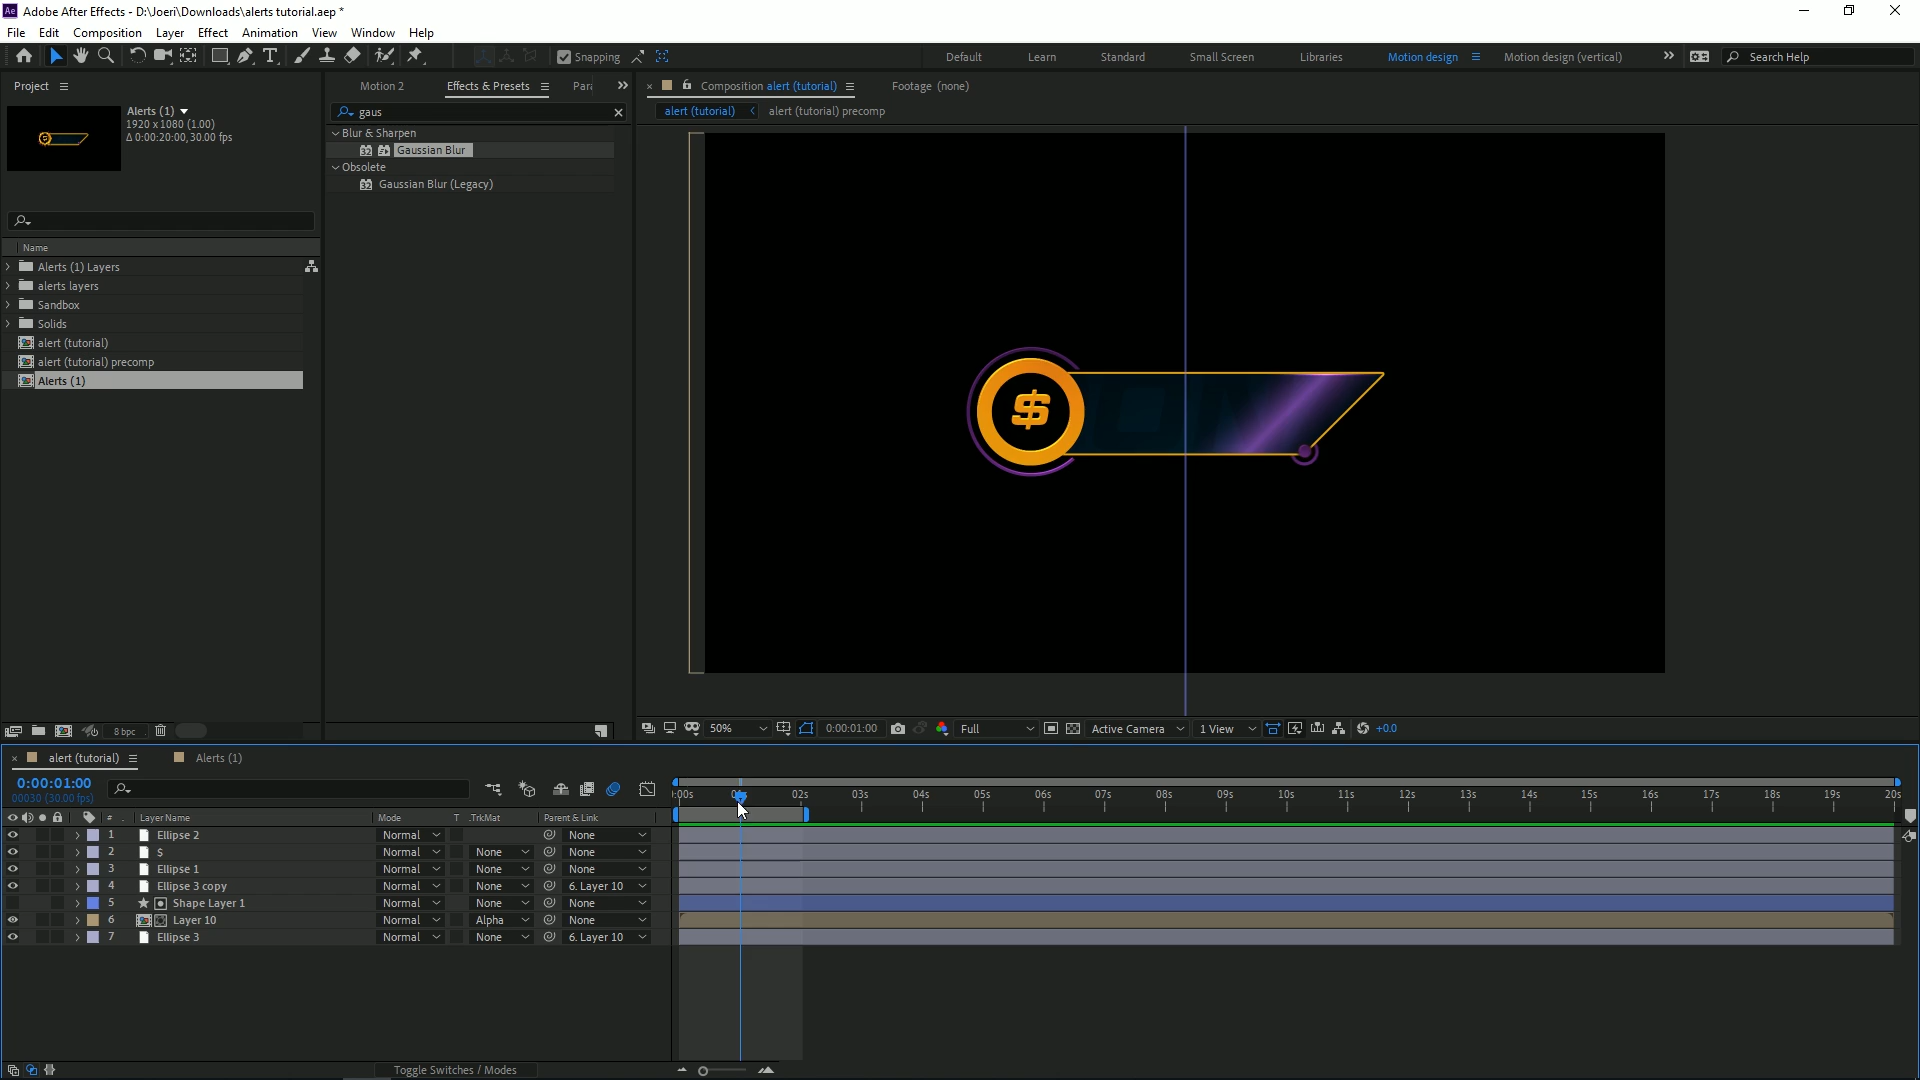 Ae Adobe After Effects - D:\Joeri\Downloads\alerts tutorial.aep *
File Edit Composition Layer Effect Animation View Window Help
Snapping Default Learn Standard Small Screen Libraries Motion design Motion design (vertical) Search Help
Project
Alerts (1)
1920 x 1080 (1.00)
Δ 0:00:20:00, 30.00 fps
Name
Alerts (1) Layers
alerts layers
Sandbox
Solids
alert (tutorial)
alert (tutorial) precomp
Alerts (1)
8 bpc
Motion 2 Effects & Presets Par
gaus
Blur & Sharpen
Gaussian Blur
Obsolete
Gaussian Blur (Legacy)
Composition alert (tutorial) Footage (none)
alert (tutorial) alert (tutorial) precomp
$
50% 0:00:01:00 Full Active Camera 1 View +0.0
alert (tutorial) Alerts (1)
0:00:01:00
00030 (30.00 fps)
:00s 02s 03s 04s 05s 06s 07s 08s 09s 10s 11s 12s 13s 14s 15s 16s 17s 18s 19s 20s
# Layer Name Mode T .TrkMat Parent & Link
1 Ellipse 2 Normal None
2 $ Normal None None
3 Ellipse 1 Normal None None
4 Ellipse 3 copy Normal None 6. Layer 10
5 Shape Layer 1 Normal None None
6 Layer 10 Normal Alpha None
7 Ellipse 3 Normal None 6. Layer 10
Toggle Switches / Modes